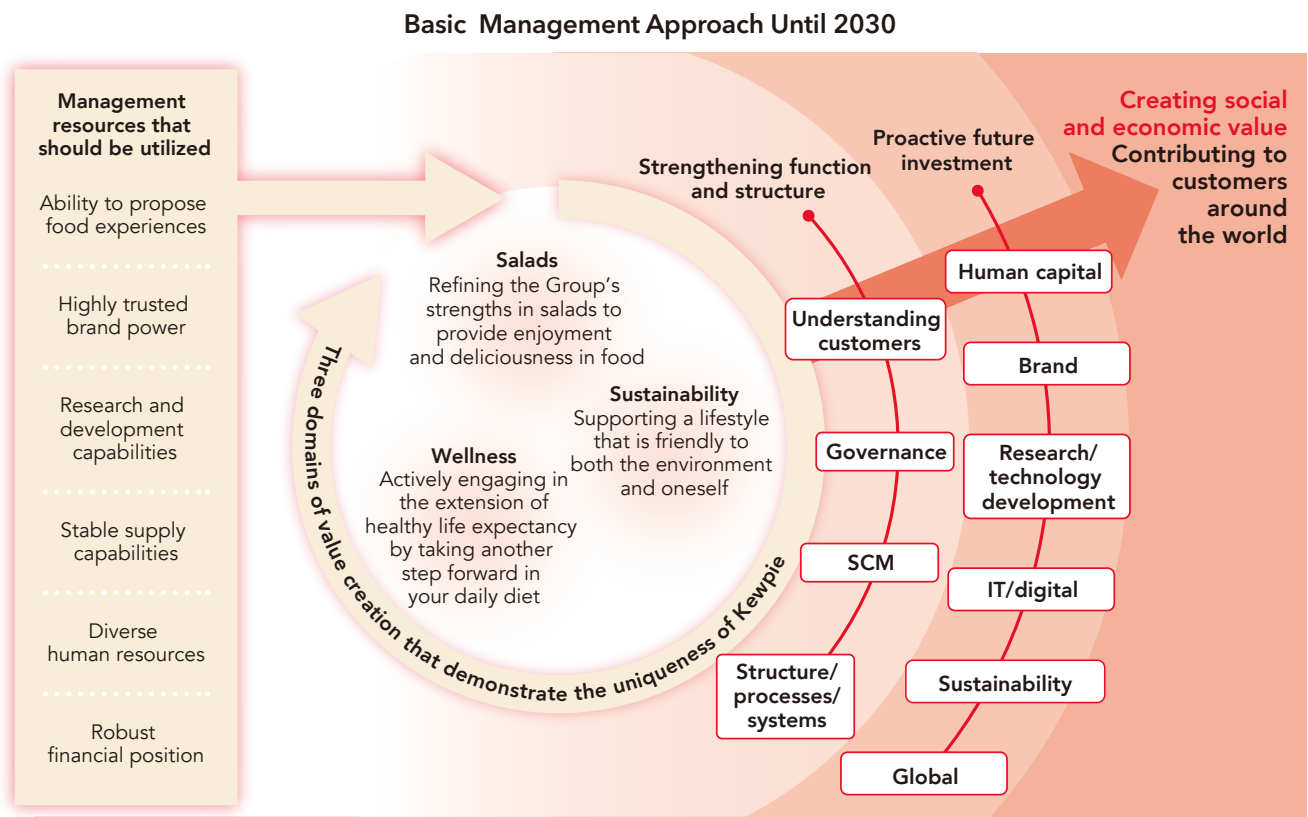 Basic Management Approach Until 2030
Management
resources that
should be utilized
Ability to propose
food experiences
Highly trusted
brand power
Research and
development
capabilities
Stable supply
capabilities
Diverse
human resources
Robust
financial position
Three domains of value creation that demonstrate the uniqueness of Kewpie
Salads
Refining the Group's
strengths in salads to
provide enjoyment
and deliciousness in food
Sustainability
Supporting a lifestyle
that is friendly to
both the environment
and oneself
Wellness
Actively engaging in
the extension of
healthy life expectancy
by taking another
step forward in
your daily diet
Strengthening function
and structure
Understanding
customers
Governance
SCM
Structure/
processes/
systems
Proactive future
investment
Human capital
Brand
Research/
technology
development
IT/digital
Sustainability
Global
Creating social
and economic value
Contributing to
customers
around
the world